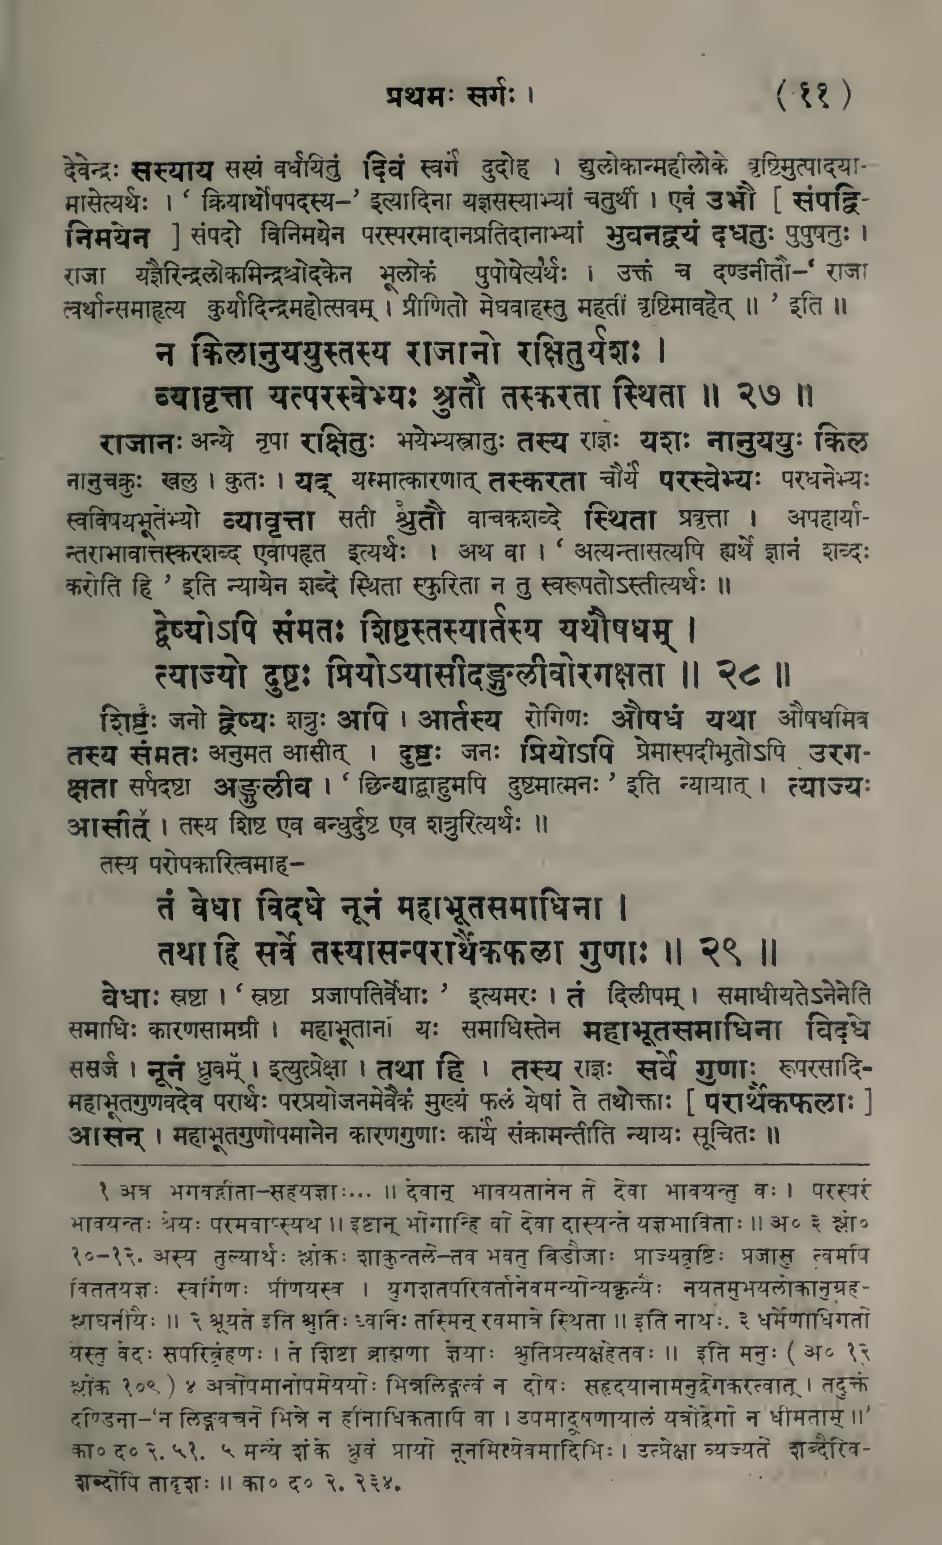 प्रथमः सर्गः । ( ११ )
देवेन्द्रः सस्याय सस्यं वर्धयितुं दिवं स्वर्गं दुदोह । द्युलोकान्महीलोके वृष्टिमुत्पादया-
मासेत्यर्थः । ‘ क्रियार्थोपपदस्य–’ इत्यादिना यज्ञसस्याभ्यां चतुर्थी । एवं उभौ [ संपद्वि-
निमयेन ] संपदो विनिमयेन परस्परमादानप्रतिदानाभ्यां भुवनद्वयं दधतुः पुपुषतुः ।
राजा यज्ञैरिन्द्रलोकमिन्द्रश्चोदकेन भूलोकं पुपोषेत्यर्थः । उक्तं च दण्डनीतौ–‘ राजा
त्वर्थान्समाहृत्य कुर्यादिन्द्रमहोत्सवम् । प्रीणितो मेघवाहस्तु महतीं वृष्टिमावहेत् ॥ ’ इति ॥
न किलानुययुस्तस्य राजानो रक्षितुर्यशः ।
व्यावृत्ता यत्परस्वेभ्यः श्रुतौ तस्करता स्थिता ॥ २७ ॥
राजानः अन्ये नृपा रक्षितुः भयेभ्यस्त्रातुः तस्य राज्ञः यशः नानुययुः किल
नानुचक्रुः खलु । कुतः । यद् यस्मात्कारणात् तस्करता चौर्यं परस्वेभ्यः परधनेभ्यः
स्वविषयभूतेभ्यो व्यावृत्ता सती श्रुतौ वाचकशब्दे स्थिता प्रवृत्ता । अपहार्या-
न्तराभावात्तस्करशब्द एवापहृत इत्यर्थः । अथ वा । ‘ अत्यन्तासत्यपि ह्यर्थे ज्ञानं शब्दः
करोति हि ’ इति न्यायेन शब्दे स्थिता स्फुरिता न तु स्वरूपतोऽस्तीत्यर्थः ॥
द्वेष्योऽपि संमतः शिष्टस्तस्यार्तस्य यथौषधम् ।
त्याज्यो दुष्टः प्रियोऽप्यासीदङ्गुलीवोरगक्षता ॥ २८ ॥
शिष्टः जनो द्वेष्यः शत्रुः अपि । आर्तस्य रोगिणः औषधं यथा औषधमिव
तस्य संमतः अनुमत आसीत् । दुष्टः जनः प्रियोऽपि प्रेमास्पदीभुतोऽपि उरग-
क्षता सर्पदष्टा अङ्गुलीव । ‘ छिन्द्याद्बाहुमपि दुष्टमात्मनः ’ इति न्यायात् । त्याज्यः
आसीत् । तस्य शिष्ट एव बन्धुर्दुष्ट एव शत्रुरित्यर्थः ॥
तस्य परोपकारित्वमाह–
तं वेधा विदधे नूनं महाभूतसमाधिना ।
तथा हि सर्वे तस्यासन्परार्थैकफला गुणाः ॥ २९ ॥
वेधाः स्रष्टा । ‘ स्रष्टा प्रजापतिर्वेधाः ’ इत्यमरः । तं दिलीपम् । समाधीयतेऽनेनेति
समाधिः कारणसामग्री । महाभूतानां यः समाधिस्तेन महाभूतसमाधिना विदधे
ससर्ज । नूनं ध्रुवम् । इत्युत्प्रेक्षा । तथा हि । तस्य राज्ञः सर्वे गुणाः रूपरसादि-
महाभूतगुणवदेव परार्थः परप्रयोजनमेवैकं मुख्यं फलं येषां ते तथोक्ताः [ परार्थैकफलाः ]
आसन् । महाभूतगुणोपमानेन कारणगुणाः कार्यं संक्रामन्तीति न्यायः सूचितः ॥
१ अत्र भगवद्गीता–सहयज्ञाः... ॥ देवान् भावयतानेन ते देवा भावयन्तु वः । परस्परं
भावयन्तः श्रेयः परमवाप्स्यथ ॥ इष्टान् भोगान्हि वो देवा दास्यन्ते यज्ञभाविताः ॥ अ० ३ श्लो०
१०–१२. अस्य तुल्यार्थः श्लोकः शाकुन्तले–तव भवतु बिडौजाः प्राज्यवृष्टिः प्रजासु त्वमपि
विततयज्ञः स्वर्गिणः प्रीणयस्व । युगशतपरिवर्तानेवमन्योन्यकृत्यैः नयतमुभयलोकानुग्रह-
श्लाघनीयैः ॥ २ श्रूयते इति श्रुतिः ध्वनिः तस्मिन् रवमात्रे स्थिता ॥ इति नाथः. ३ धर्मेणाधिगतो
यैस्तु वेदः सपरिबृंहणः । ते शिष्टा ब्राह्मणा ज्ञेयाः श्रुतिप्रत्यक्षहेतवः ॥ इति मनुः ( अ० १२
श्लोक १०९ ) ४ अत्रोपमानोपमेययोः भिन्नलिङ्गत्वं न दोषः सहृदयानामनुद्वेगकरत्वात् । तदुक्तं
दण्डिना–‘न लिङ्गवचने भिन्ने न हीनाधिकतापि वा । उपमादूषणायालं यत्रोद्वेगो न धीमताम् ॥’
का० द० २. ५१. ५ मन्ये शंके ध्रुवं प्रायो नूनमित्येवमादिभिः । उत्प्रेक्षा व्यज्यते शब्दैरिव-
शब्दोपि तादृशः ॥ का० द० २. २३४.